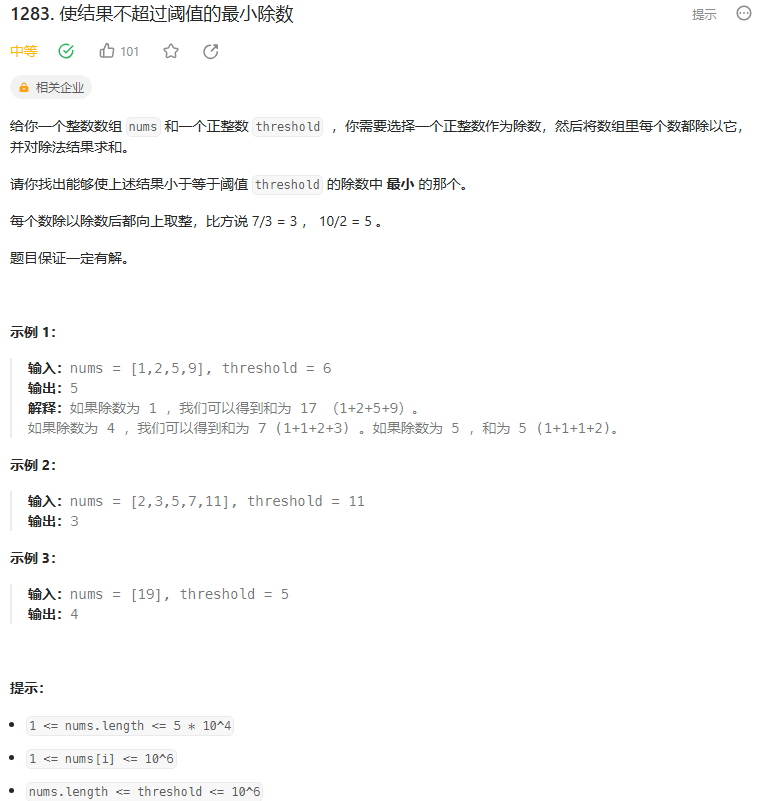 1283. 使结果不超过阈值的最小除数
提示
中等
101
相关企业
给你一个整数数组 nums 和一个正整数 threshold ，你需要选择一个正整数作为除数，然后将数组里每个数都除以它，
并对除法结果求和。
请你找出能够使上述结果小于等于阈值 threshold 的除数中 最小 的那个。
每个数除以除数后都向上取整，比方说 7/3 = 3 ， 10/2 = 5 。
题目保证一定有解。
示例 1：
输入：nums = [1,2,5,9], threshold = 6
输出：5
解释：如果除数为 1 ，我们可以得到和为 17 （1+2+5+9）。
如果除数为 4 ，我们可以得到和为 7 (1+1+2+3) 。如果除数为 5 ，和为 5 (1+1+1+2)。
示例 2：
输入：nums = [2,3,5,7,11], threshold = 11
输出：3
示例 3：
输入：nums = [19], threshold = 5
输出：4
提示：
1 <= nums.length <= 5 * 10^4
1 <= nums[i] <= 10^6
nums.length <= threshold <= 10^6